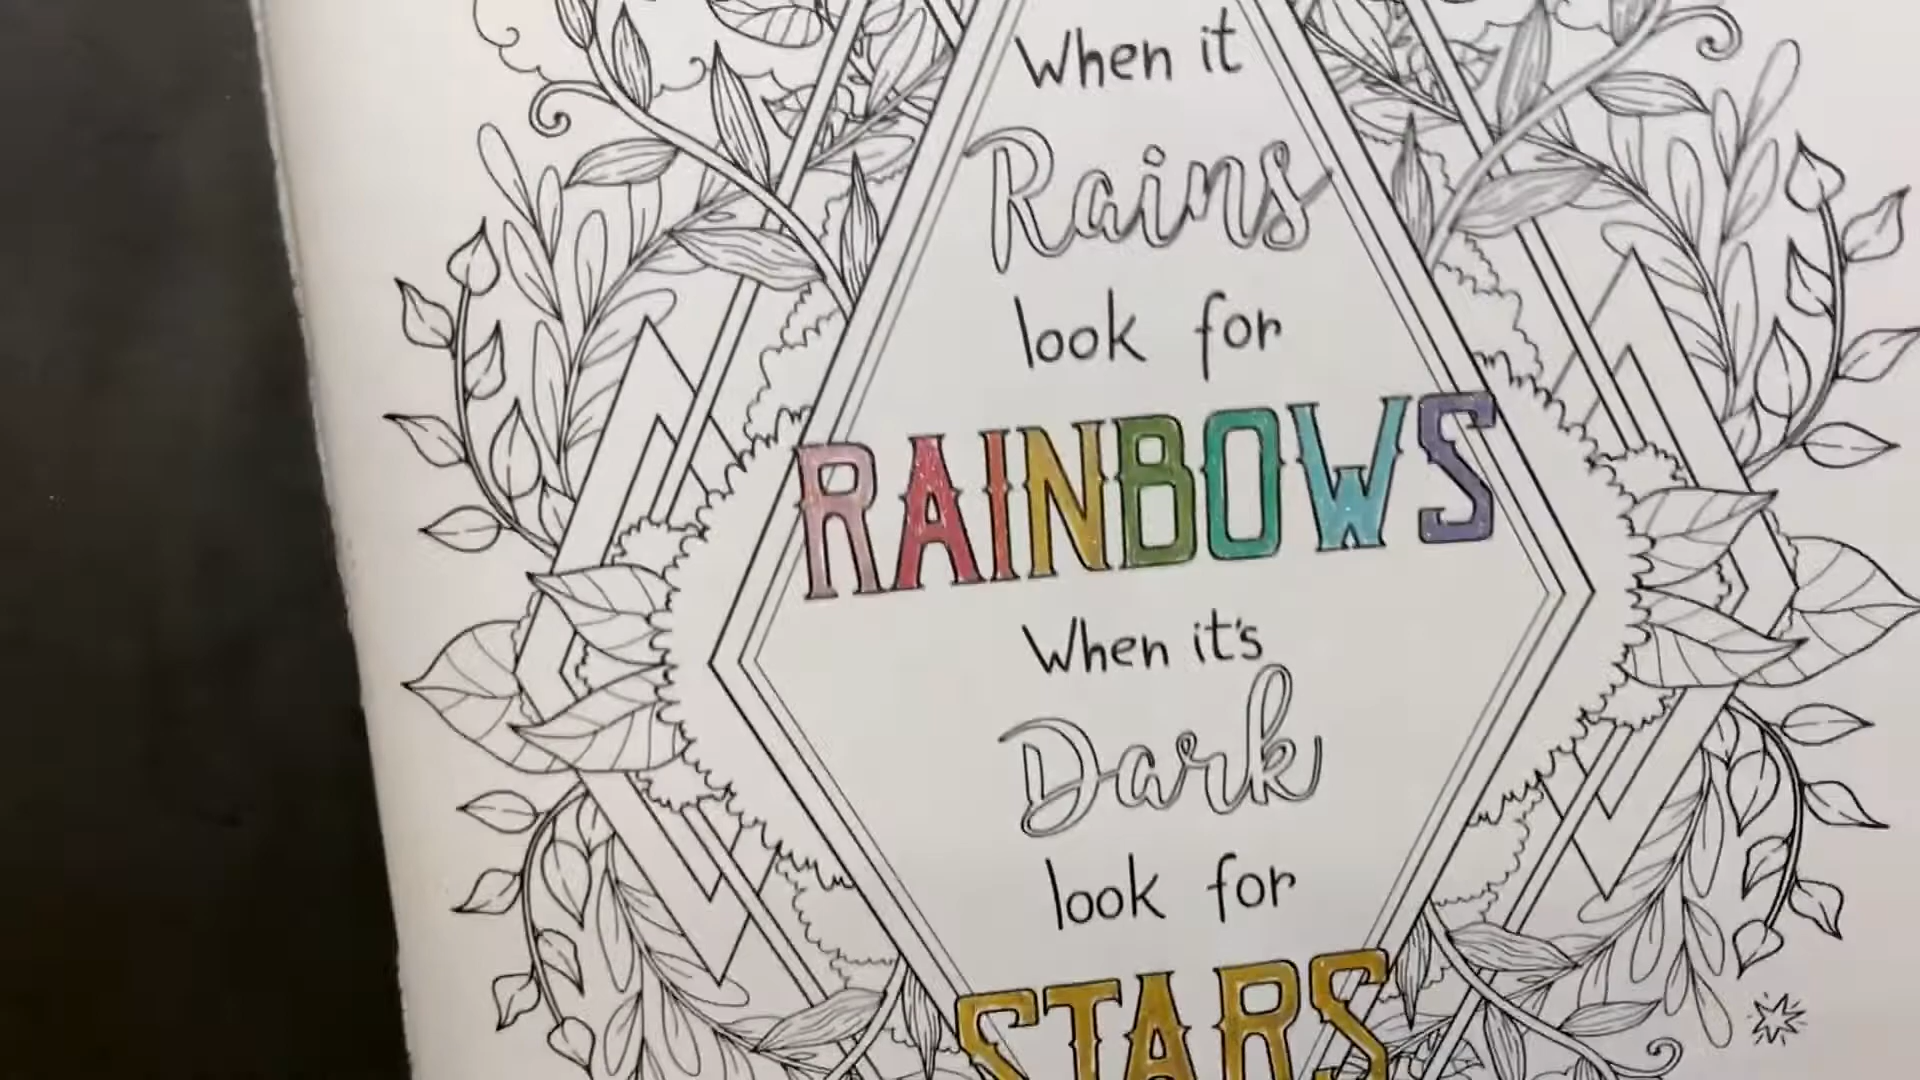 When it
Rains
look for
RAINBOWS
When it's
Dark
look for
STARS